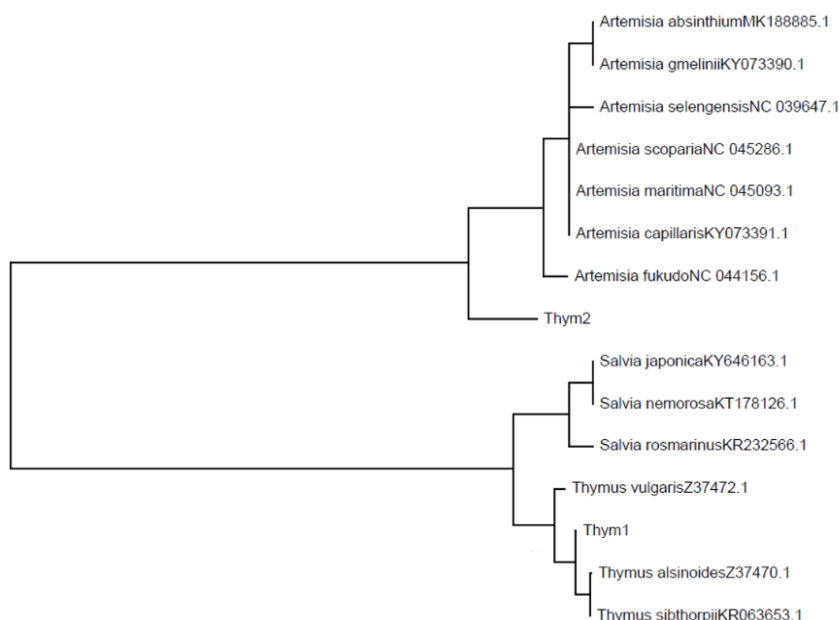 Artemisia absinthiumMK188885.1
Artemisia gmeliniiKY073390.1
Artemisia selengensisNC 039647.1
Artemisia scopariaNC 045286.1
Artemisia maritimaNC 045093.1
Artemisia capillarisKY073391.1
Artemisia fukudoNC 044156.1
Thym2
Salvia japonicaKY646163.1
Salvia nemorosaKT178126.1
Salvia rosmarinusKR232566.1
Thymus vulgarisZ37472.1
Thym1
Thymus alsinoidesZ37470.1
Thymus sibthorpiiKR063653.1